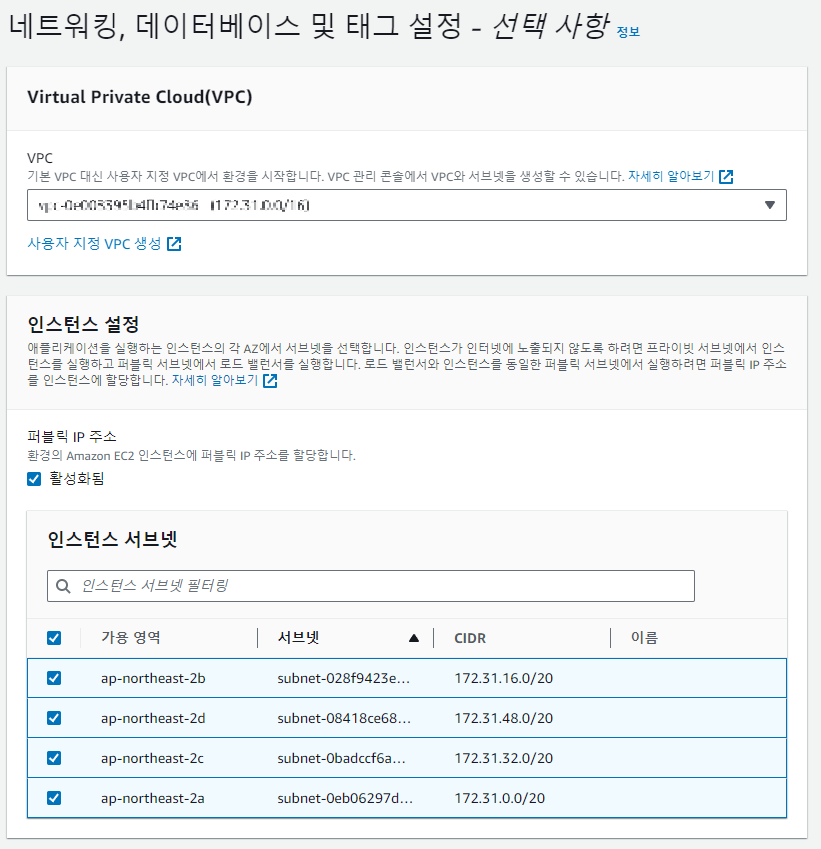 네트워킹, 데이터베이스 및 태그 설정 - 선택 사항 정보
Virtual Private Cloud(VPC)
VPC
기본 VPC 대신 사용자 지정 VPC에서 환경을 시작합니다. VPC 관리 콘솔에서 VPC와 서브넷을 생성할 수 있습니다. 자세히 알아보기
(172.31.0.0/16)
사용자 지정 VPC 생성
인스턴스 설정
애플리케이션을 실행하는 인스턴스의 각 AZ에서 서브넷을 선택합니다. 인스턴스가 인터넷에 노출되지 않도록 하려면 프라이빗 서브넷에서 인스
턴스를 실행하고 퍼블릭 서브넷에서 로드 밸런서를 실행합니다. 로드 밸런서와 인스턴스를 동일한 퍼블릭 서브넷에서 실행하려면 퍼블릭 IP 주소
를 인스턴스에 할당합니다. 자세히 알아보기
퍼블릭 IP 주소
환경의 Amazon EC2 인스턴스에 퍼블릭 IP 주소를 할당합니다.
활성화됨
인스턴스 서브넷
인스턴스 서브넷 필터링
가용 영역 서브넷 CIDR 이름
ap-northeast-2b subnet-028f9423e... 172.31.16.0/20
ap-northeast-2d subnet-08418ce68... 172.31.48.0/20
ap-northeast-2c subnet-0badccf6a... 172.31.32.0/20
ap-northeast-2a subnet-0eb06297d... 172.31.0.0/20